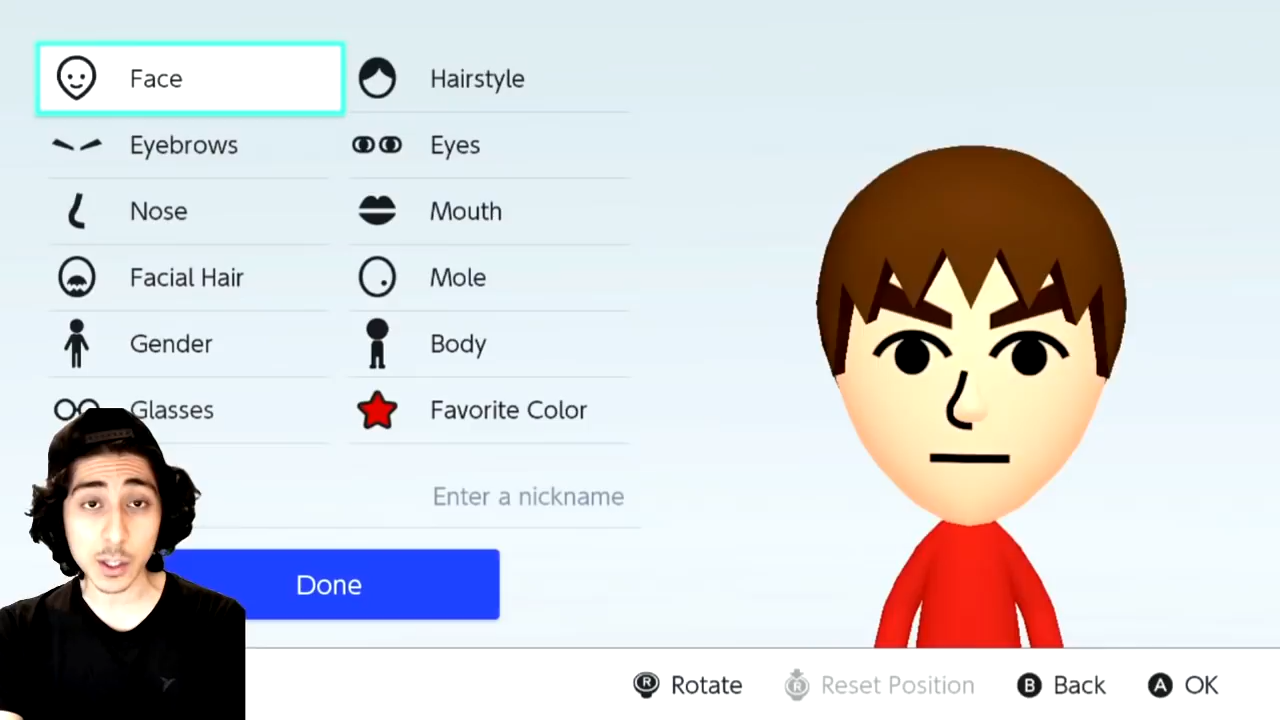 Face
Hairstyle
Eyebrows
Eyes
Nose
Mouth
Facial Hair
Mole
Gender
Body
Glasses
Favorite Color
Enter a nickname
Done
R Rotate
R Reset Position
B Back
A OK